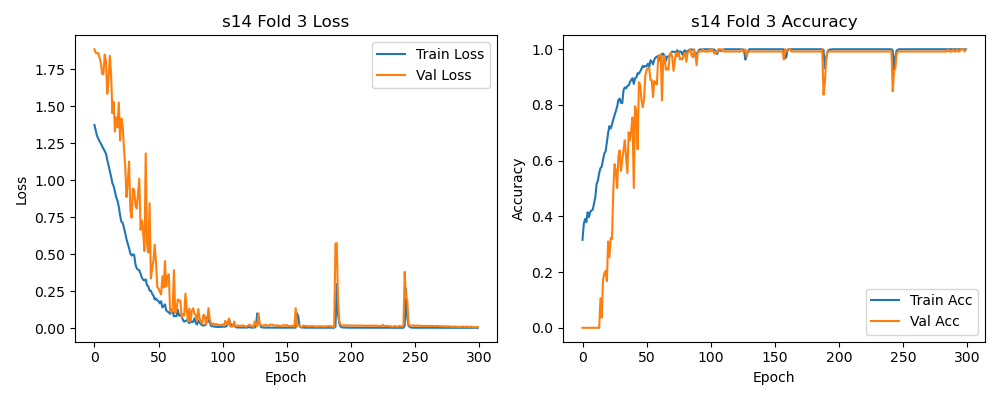 s14 Fold 3 Loss
Loss
1.75
1.50
1.25
1.00
0.75
0.50
0.25
0.00
Train Loss
Val Loss
0 50 100 150 200 250 300
Epoch
s14 Fold 3 Accuracy
Accuracy
1.0
0.8
0.6
0.4
0.2
0.0
Train Acc
Val Acc
0 50 100 150 200 250 300
Epoch